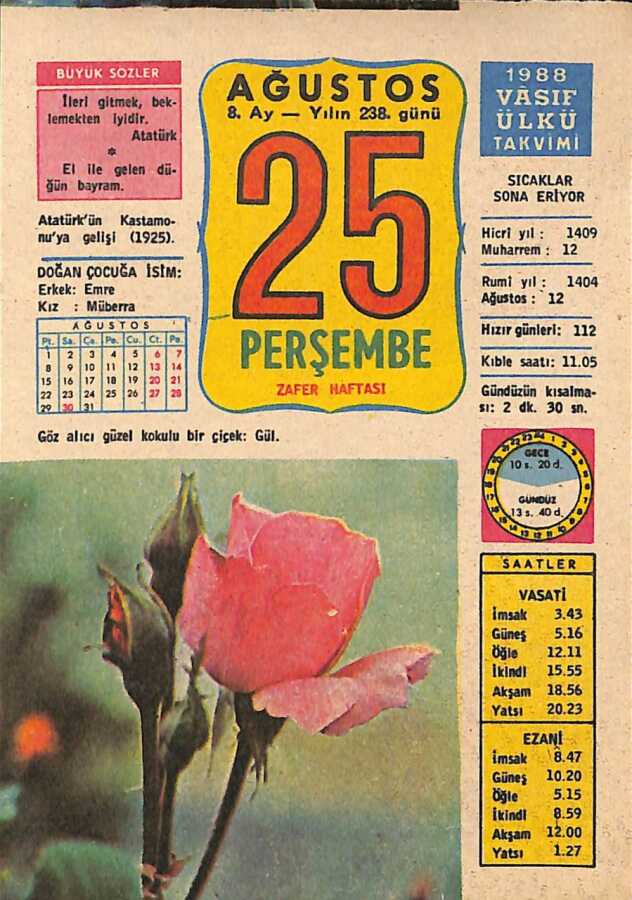 BÜYÜK SÖZLER
İleri gitmek, bek-
lemekten iyidir.
Atatürk
*
El ile gelen dü-
ğün bayram.
Atatürk'ün Kastamo-
nu'ya gelişi (1925).
DOĞAN ÇOCUĞA İSİM:
Erkek: Emre
Kız : Müberra
AĞUSTOS
Pt. Sa. Ça. Pe. Cu. Ct. Pa.
1 2 3 4 5 6 7
8 9 10 11 12 13 14
15 16 17 18 19 20 21
22 23 24 25 26 27 28
29 30 31
AĞUSTOS
8. Ay — Yılın 238. günü
25
PERŞEMBE
ZAFER HAFTASI
1988
VÂSIF
ÜLKÜ
TAKVİMİ
SICAKLAR
SONA ERİYOR
Hicri yıl : 1409
Muharrem : 12
Rumi yıl : 1404
Ağustos : 12
Hızır günleri: 112
Kıble saati: 11.05
Gündüzün kısalma-
sı: 2 dk. 30 sn.
Göz alıcı güzel kokulu bir çiçek: Gül.
GECE
10 s. 20 d.
GÜNDÜZ
13 s. 40 d.
SAATLER
VASATİ
İmsak 3.43
Güneş 5.16
Öğle 12.11
İkindi 15.55
Akşam 18.56
Yatsı 20.23
EZANİ
İmsak 8.47
Güneş 10.20
Öğle 5.15
İkindi 8.59
Akşam 12.00
Yatsı 1.27